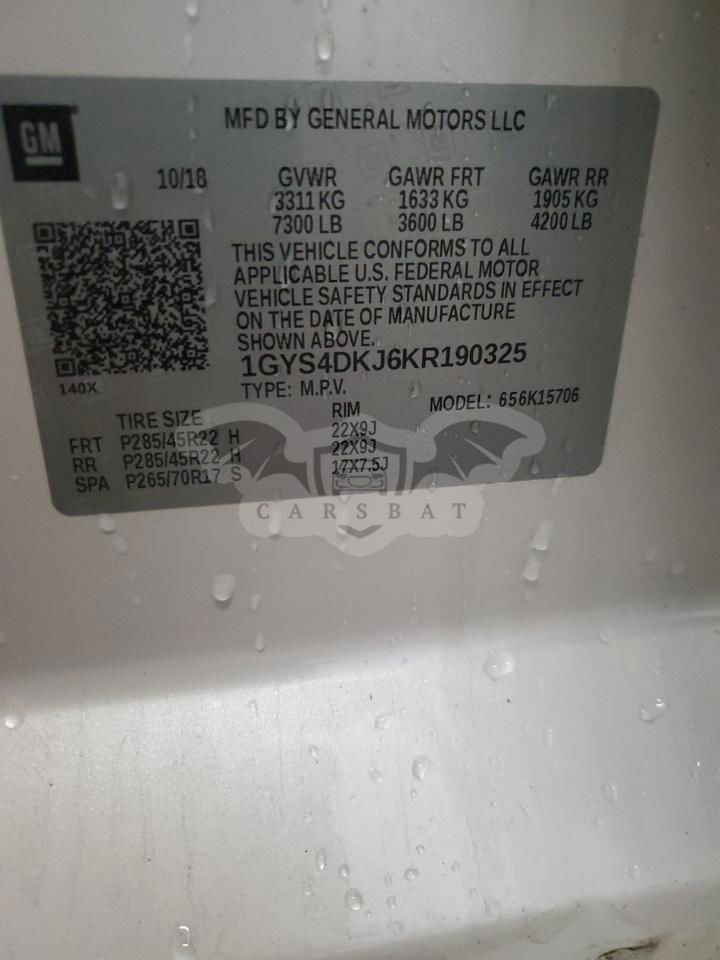 GM
MFD BY GENERAL MOTORS LLC
10/18 GVWR GAWR FRT GAWR RR
3311 KG 1633 KG 1905 KG
7300 LB 3600 LB 4200 LB
THIS VEHICLE CONFORMS TO ALL
APPLICABLE U.S. FEDERAL MOTOR
VEHICLE SAFETY STANDARDS IN EFFECT
ON THE DATE OF MANUFACTURE
SHOWN ABOVE.
1GYS4DKJ6KR190325
140X
TYPE: M.P.V. MODEL: 656K15706
TIRE SIZE RIM
FRT P285/45R22 H 22X9J
RR P285/45R22 H 22X9J
SPA P265/70R17 S 17X7.5J
CARSBAT